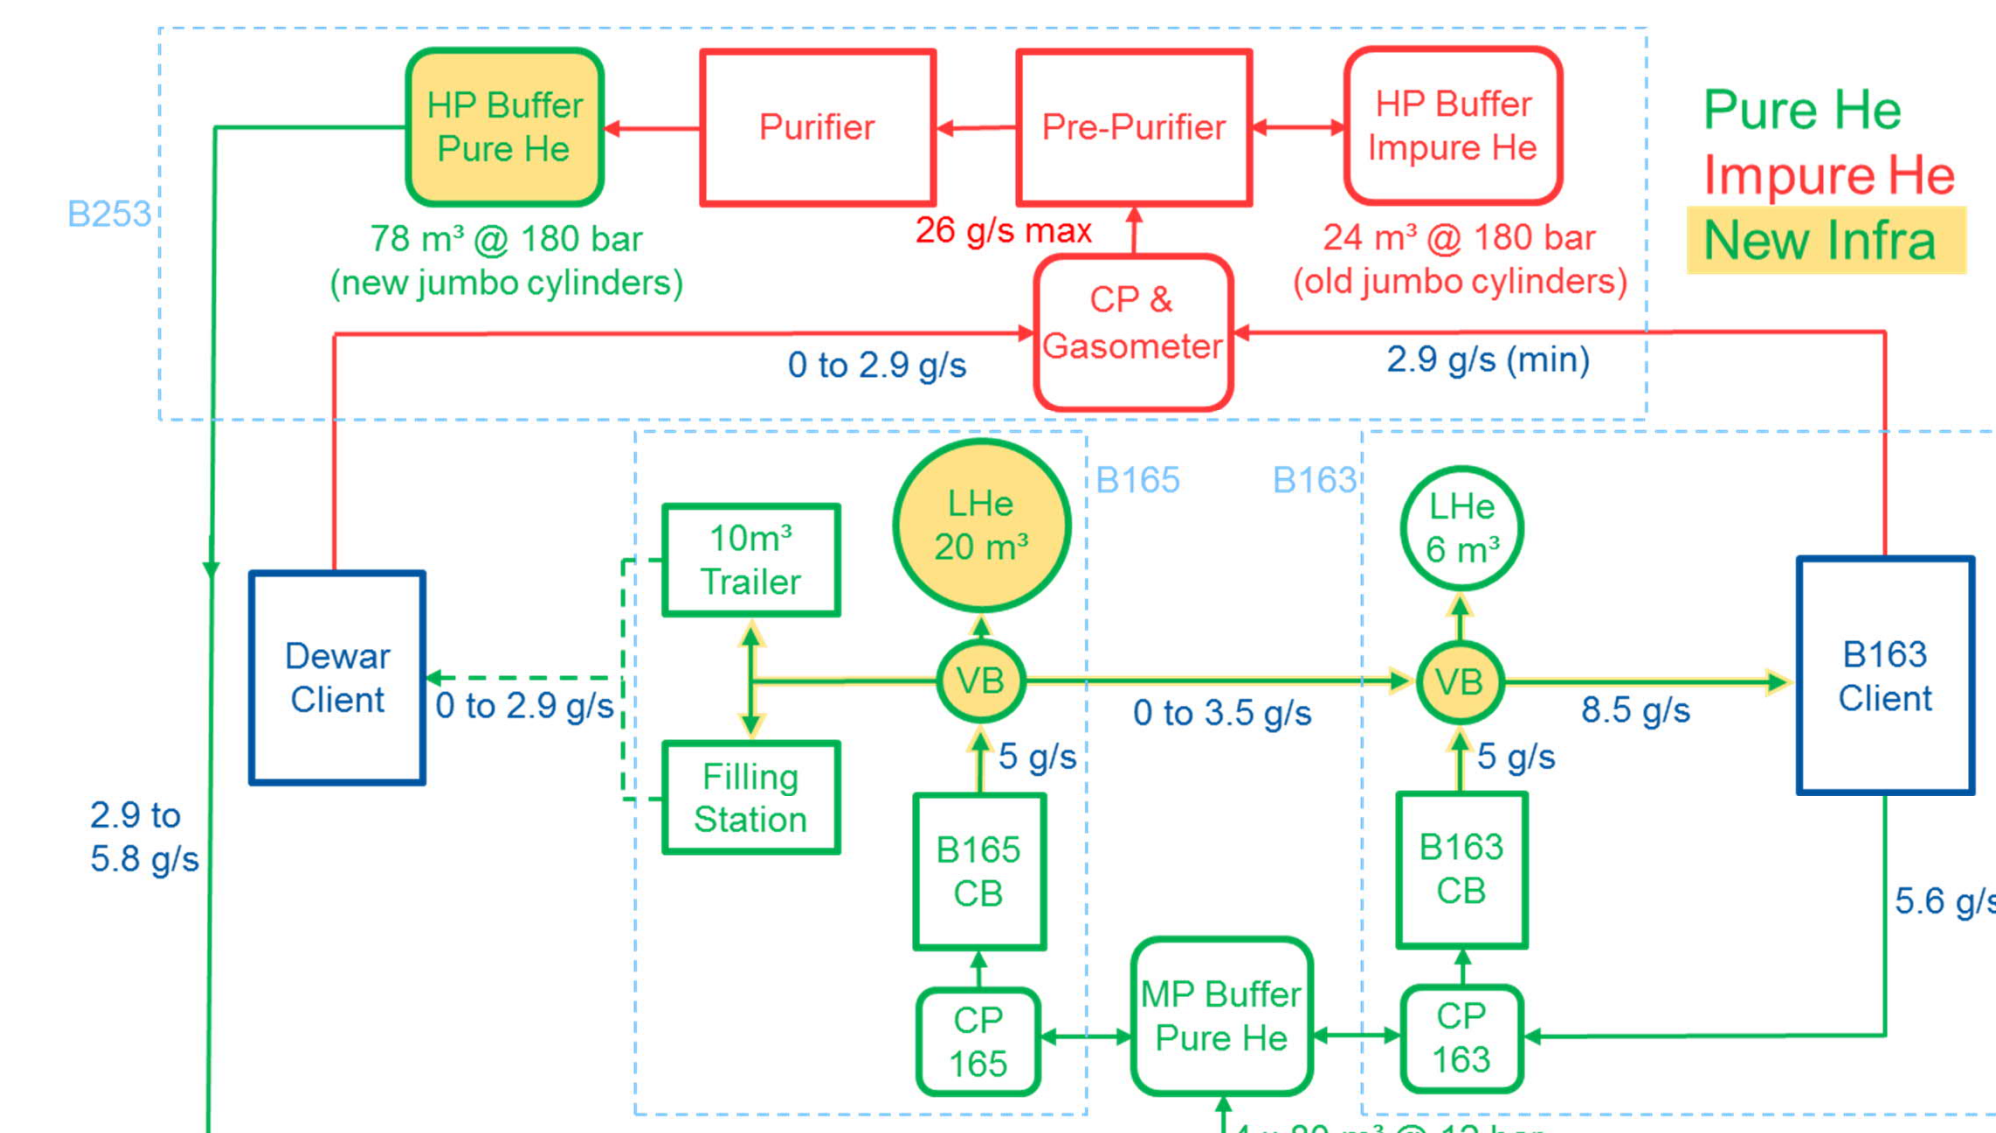 HP Buffer
Pure He
Purifier
Pre-Purifier
HP Buffer
Impure He
Pure He
Impure He
New Infra
B253
78 m³ @ 180 bar
(new jumbo cylinders)
26 g/s max
24 m³ @ 180 bar
(old jumbo cylinders)
CP &
Gasometer
0 to 2.9 g/s
2.9 g/s (min)
B165
B163
LHe
20 m³
LHe
6 m³
10m³
Trailer
Dewar
Client
0 to 2.9 g/s
VB
0 to 3.5 g/s
VB
8.5 g/s
B163
Client
Filling
Station
5 g/s
5 g/s
2.9 to
5.8 g/s
B165
CB
B163
CB
5.6 g/s
MP Buffer
Pure He
CP
165
CP
163